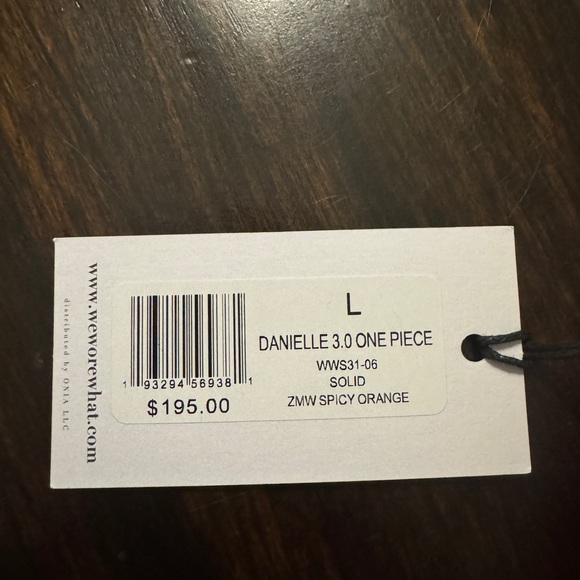 www.weworewhat.com
distributed by ONIA LLC
1 93294 56938 1
$195.00
L
DANIELLE 3.0 ONE PIECE
WWS31-06
SOLID
ZMW SPICY ORANGE